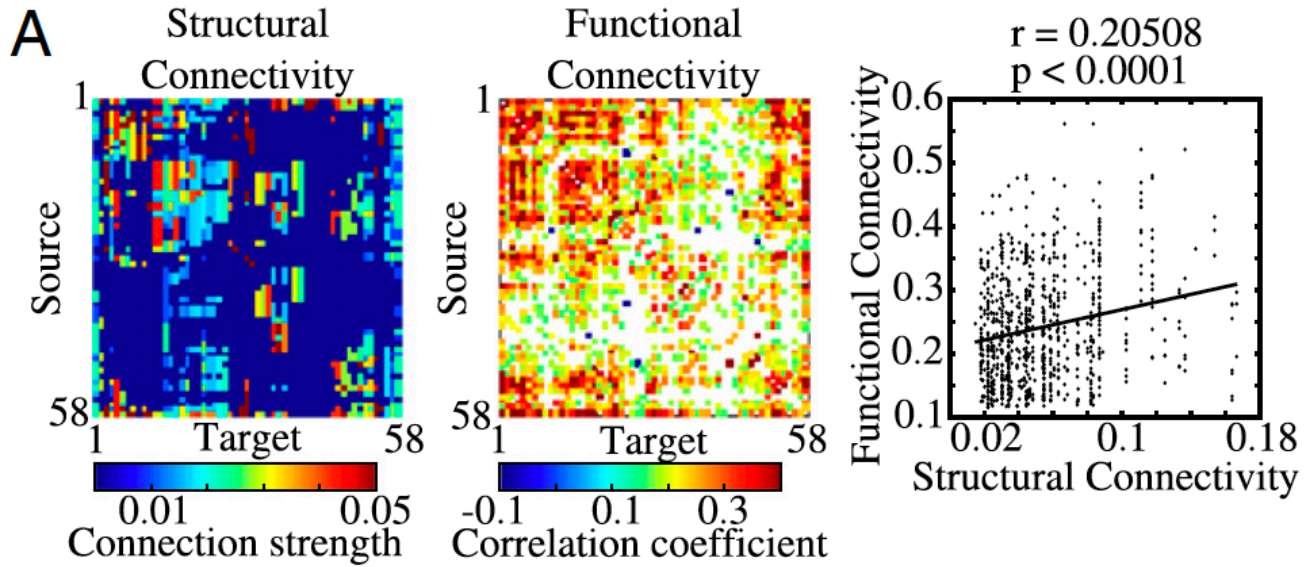 A
Structural
Connectivity
1
Source
58
1 Target 58
0.01 0.05
Connection strength
Functional
Connectivity
1
Source
58
1 Target 58
-0.1 0.1 0.3
Correlation coefficient
r = 0.20508
p < 0.0001
Functional Connectivity
0.6
0.5
0.4
0.3
0.2
0.1
0.02 0.1 0.18
Structural Connectivity